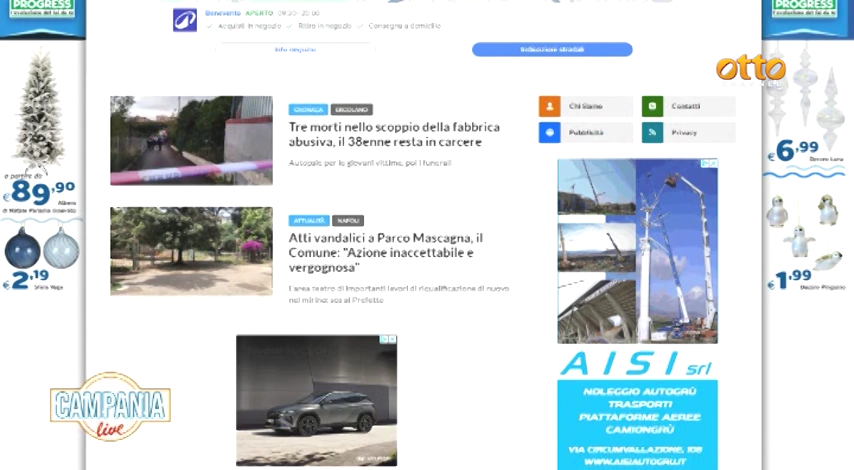 PROGRESS
PROGRESS
Benevento APERTO 09:30 - 20:00
Acquisti in negozio Ritiro in negozio Consegna a domicilio
Info negozio
Indicazioni stradali
otto
CRONACA ERCOLANO
Tre morti nello scoppio della fabbrica
abusiva, il 38enne resta in carcere
Autopsie per le giovani vittime, poi i funerali
ATTUALITÀ NAPOLI
Atti vandalici a Parco Mascagna, il
Comune: "Azione inaccettabile e
vergognosa"
L'area teatro di importanti lavori di riqualificazione di nuovo
nel mirino: sos al Prefetto
Chi Siamo
Contatti
Pubblicità
Privacy
a partire da
€89,90
Albero
€2,19
€6,99
€1,99
CAMPANIA
live
AISI srl
NOLEGGIO AUTOGRÙ
TRASPORTI
PIATTAFORME AEREE
CAMIONGRÙ
VIA CIRCUMVALLAZIONE, 108
WWW.AISIAUTOGRU.IT